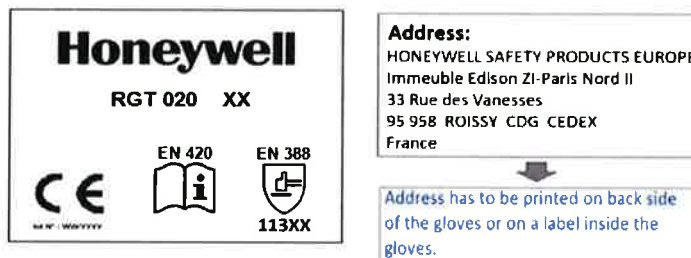 Honeywell
RGT 020 XX
EN 420 EN 388
i
CE
113XX
Address:
HONEYWELL SAFETY PRODUCTS EUROPE
Immeuble Edison ZI-Paris Nord II
33 Rue des Vanesses
95 958 ROISSY CDG CEDEX
France
Address has to be printed on back side
of the gloves or on a label inside the
gloves.